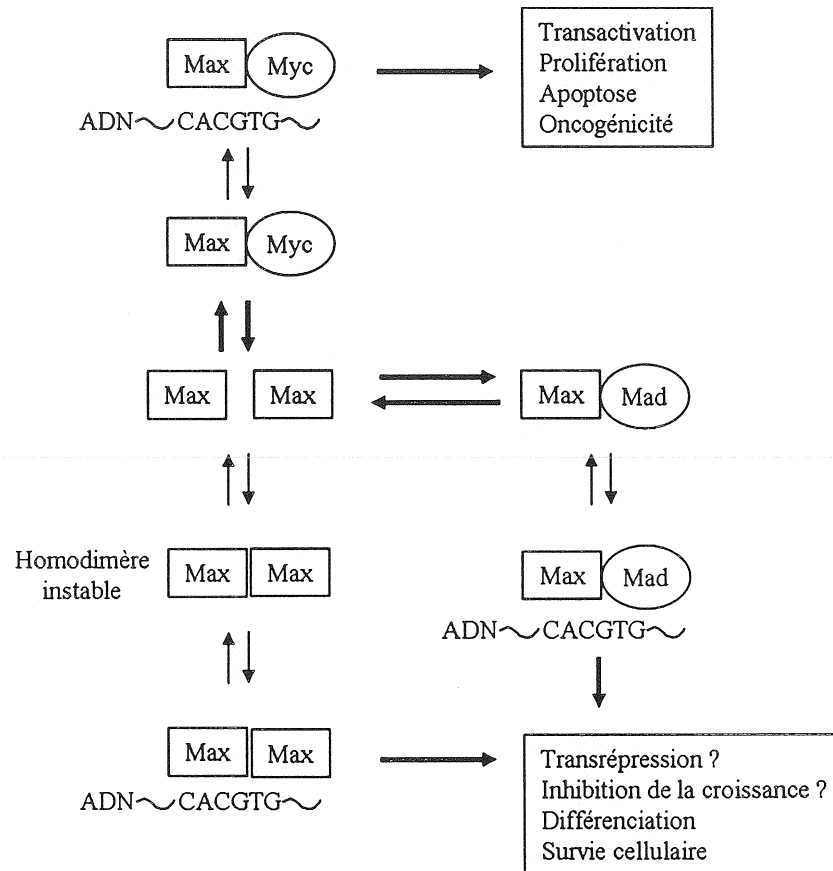 Max Myc
Transactivation
Prolifération
Apoptose
Oncogénicité
ADN CACGTG
Max Myc
Max Max
Max Mad
Homodimère
instable
Max Max
Max Mad
ADN CACGTG
Max Max
ADN CACGTG
Transrépression ?
Inhibition de la croissance ?
Différenciation
Survie cellulaire